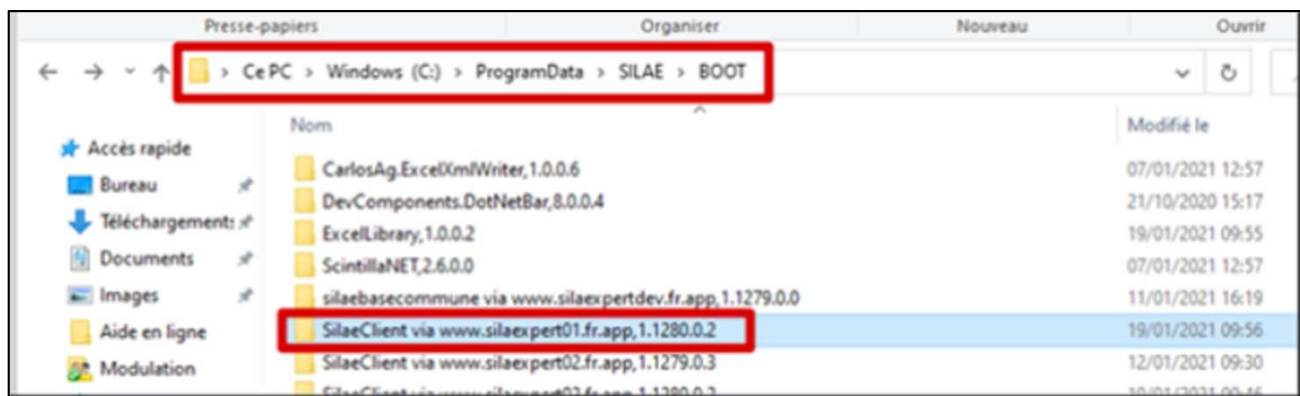 Presse-papiers Organiser Nouveau Ouvrir
Ce PC > Windows (C:) > ProgramData > SILAE > BOOT
Nom Modifié le
Accès rapide
Bureau
Téléchargements
Documents
Images
Aide en ligne
Modulation
CarlosAg.ExcelXmlWriter,1.0.0.6 07/01/2021 12:57
DevComponents.DotNetBar,8.0.0.4 21/10/2020 15:17
ExcelLibrary,1.0.0.2 19/01/2021 09:55
ScintillaNET,2.6.0.0 07/01/2021 12:57
silaebasecommune via www.silaexpertdev.fr.app,1.1279.0.0 11/01/2021 16:19
SilaeClient via www.silaexpert01.fr.app,1.1280.0.2 19/01/2021 09:56
SilaeClient via www.silaexpert02.fr.app,1.1279.0.3 12/01/2021 09:30